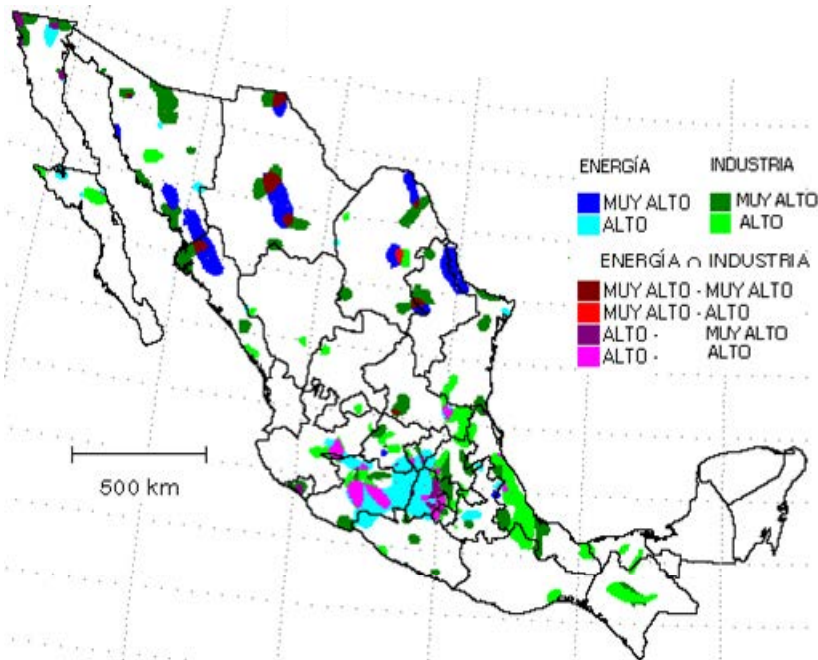 ENERGÍA INDUSTRIA
MUY ALTO MUY ALTO
ALTO ALTO
ENERGÍA ∩ INDUSTRIA
MUY ALTO - MUY ALTO
MUY ALTO - ALTO
ALTO - MUY ALTO
ALTO - ALTO
500 km